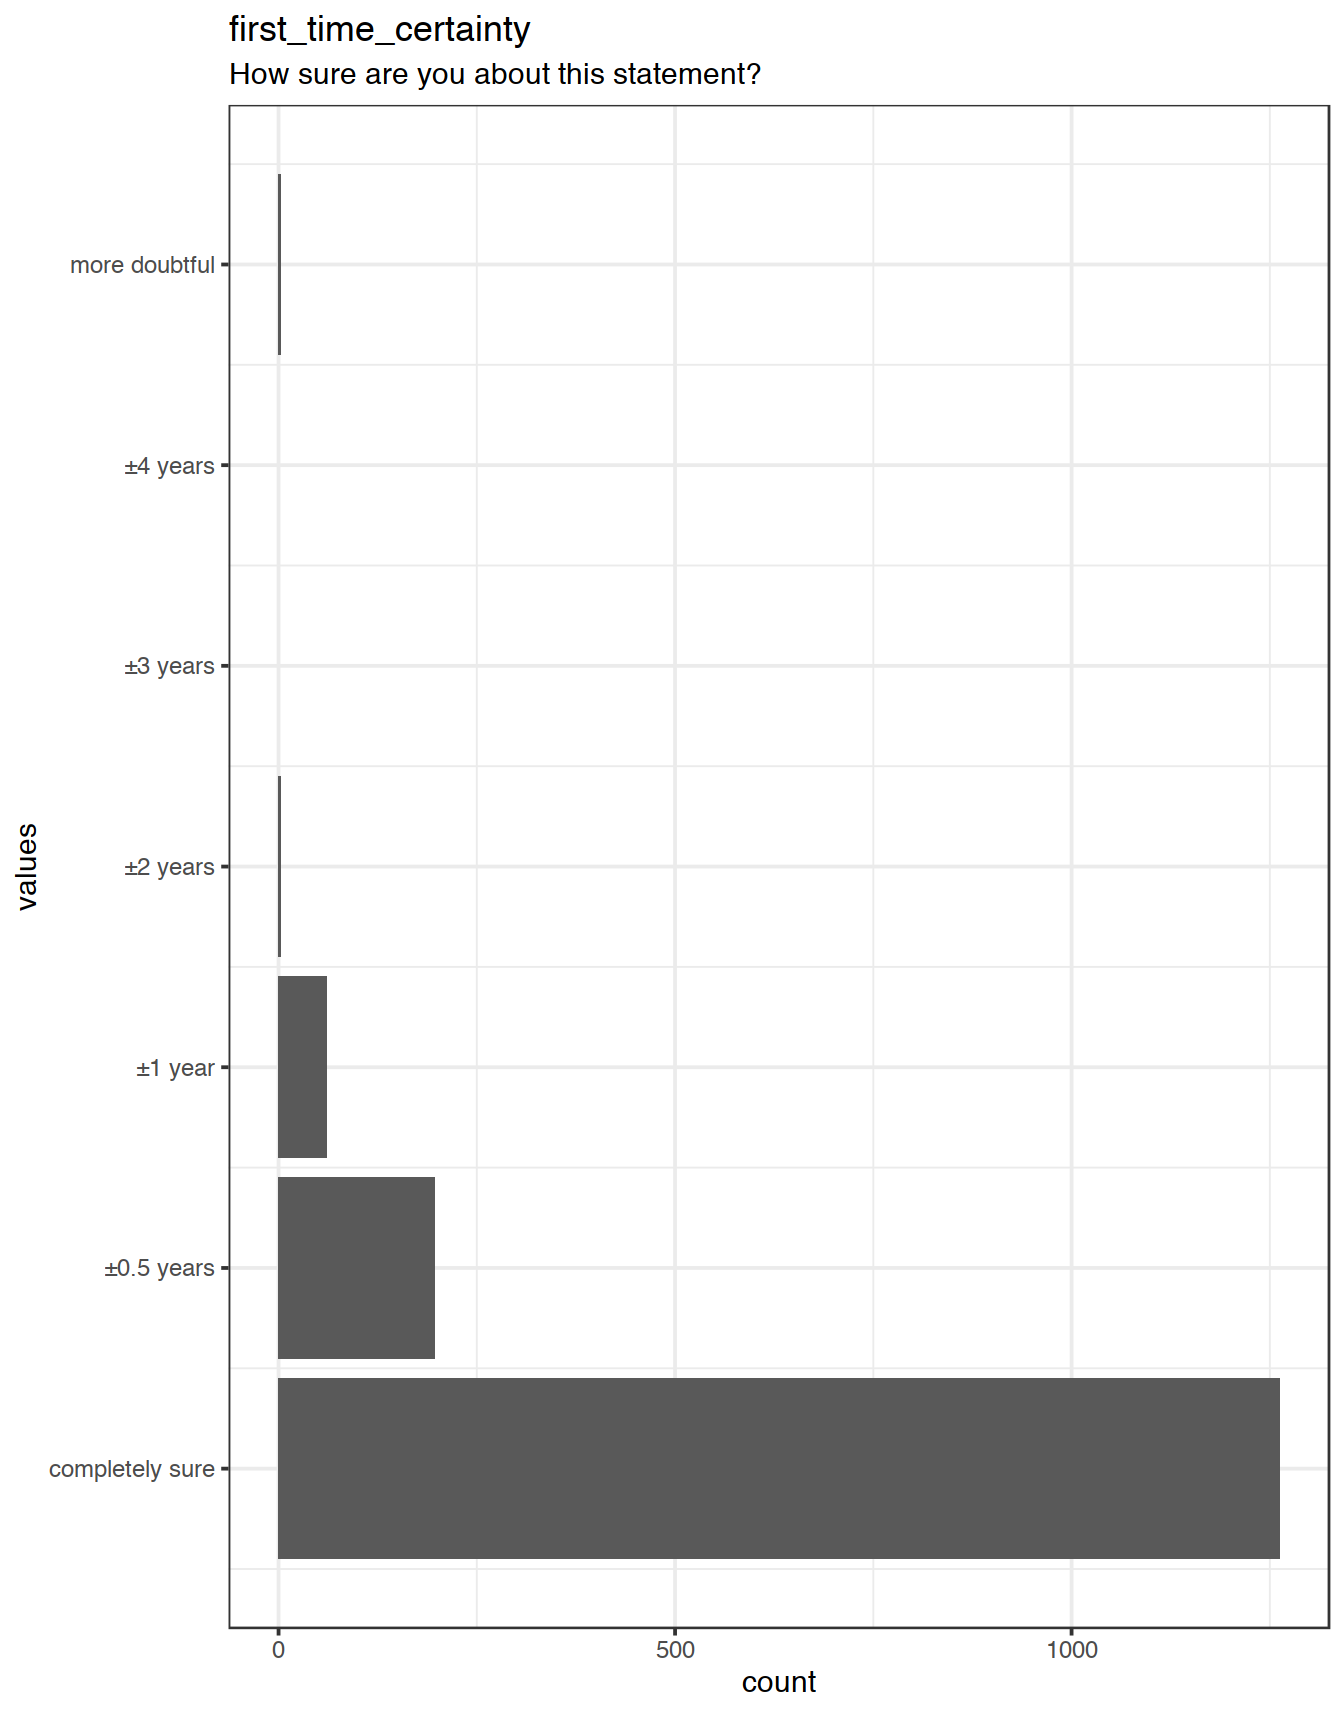 first_time_certainty
How sure are you about this statement?
more doubtful
±4 years
±3 years
±2 years
±1 year
±0.5 years
completely sure
values
0 500 1000
count